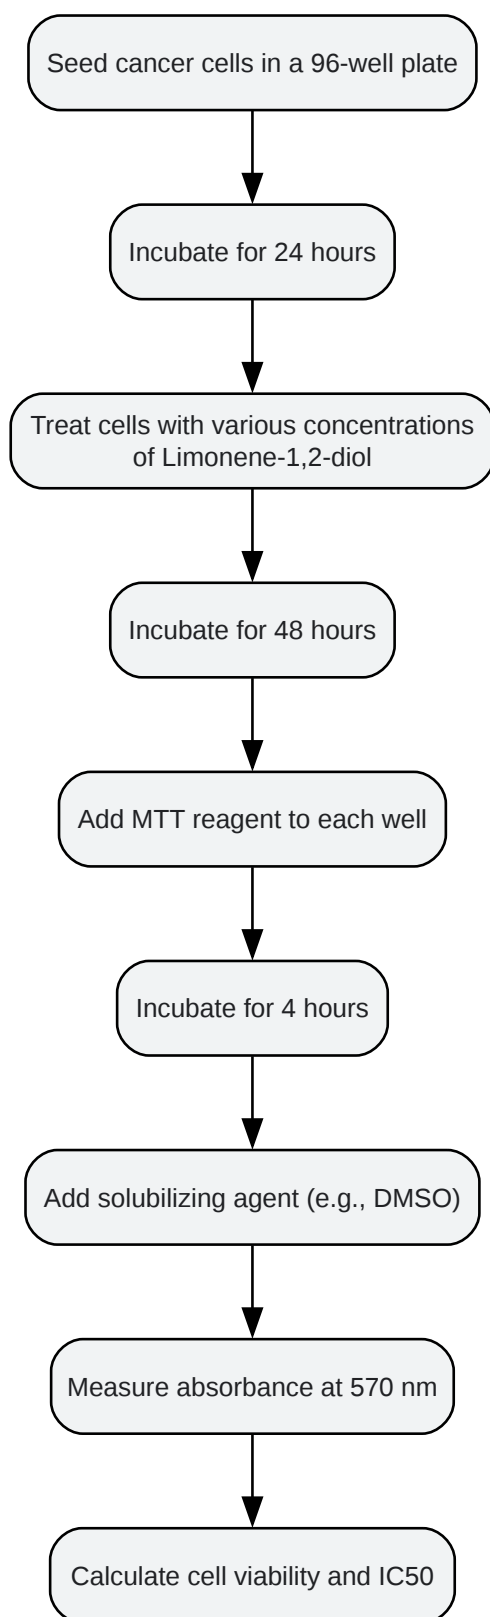 Seed cancer cells in a 96-well plate
Incubate for 24 hours
Treat cells with various concentrations
of Limonene-1,2-diol
Incubate for 48 hours
Add MTT reagent to each well
Incubate for 4 hours
Add solubilizing agent (e.g., DMSO)
Measure absorbance at 570 nm
Calculate cell viability and IC50